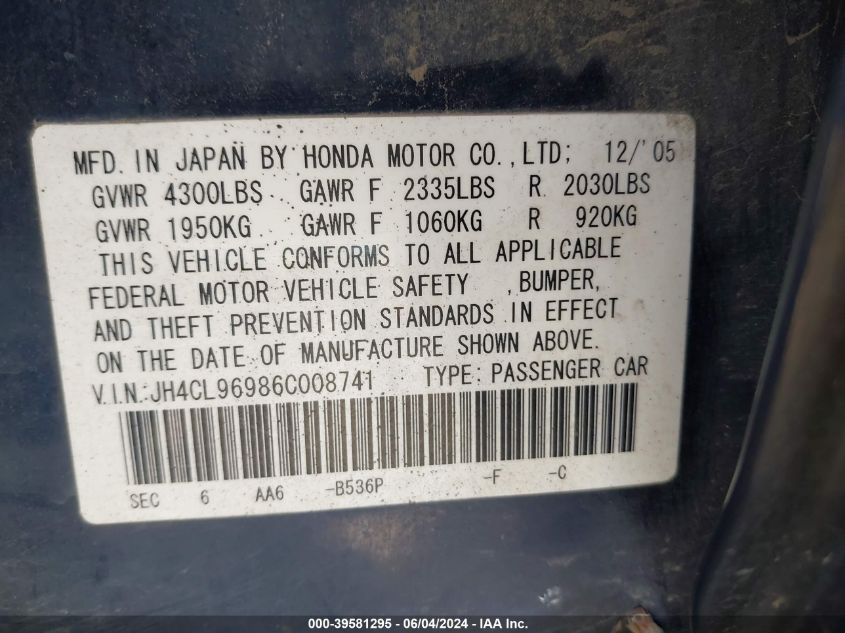 MFD. IN JAPAN BY HONDA MOTOR CO.,LTD; 12/'05
GVWR 4300LBS GAWR F 2335LBS R 2030LBS
GVWR 1950KG GAWR F 1060KG R 920KG
THIS VEHICLE CONFORMS TO ALL APPLICABLE
FEDERAL MOTOR VEHICLE SAFETY ,BUMPER,
AND THEFT PREVENTION STANDARDS IN EFFECT
ON THE DATE OF MANUFACTURE SHOWN ABOVE.
V.I.N.:JH4CL96986C008741 TYPE: PASSENGER CAR
SEC 6 AA6 -B536P -F -C
000-39581295 - 06/04/2024 - IAA Inc.